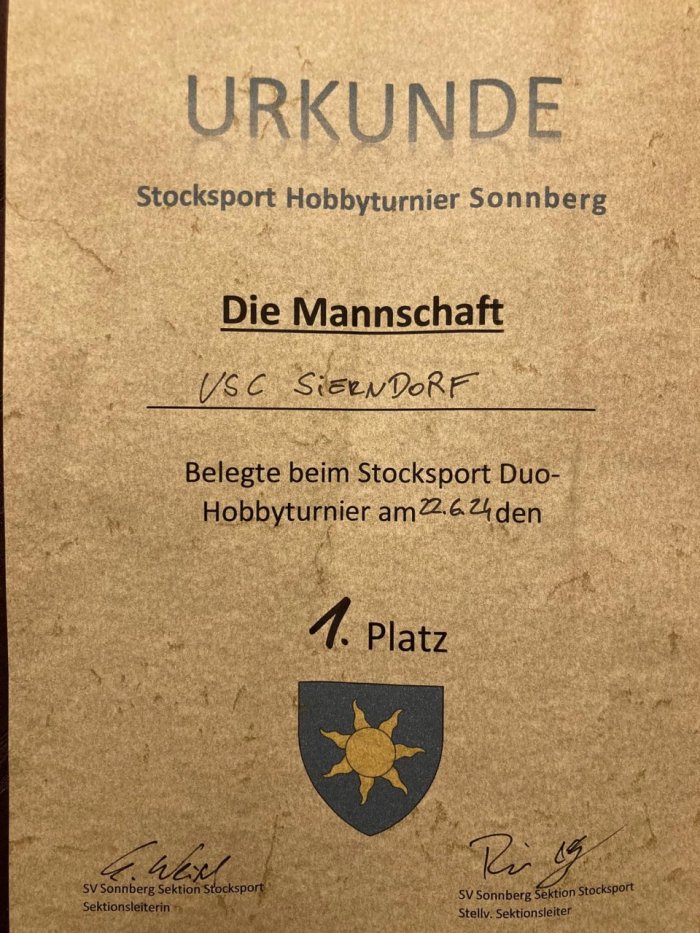 URKUNDE
Stocksport Hobbyturnier Sonnberg
Die Mannschaft
USC SiERNDORF
Belegte beim Stocksport Duo-
Hobbyturnier am 22.6.24 den
1. Platz
SV Sonnberg Sektion Stocksport
Sektionsleiterin
SV Sonnberg Sektion Stocksport
Stellv. Sektionsleiter